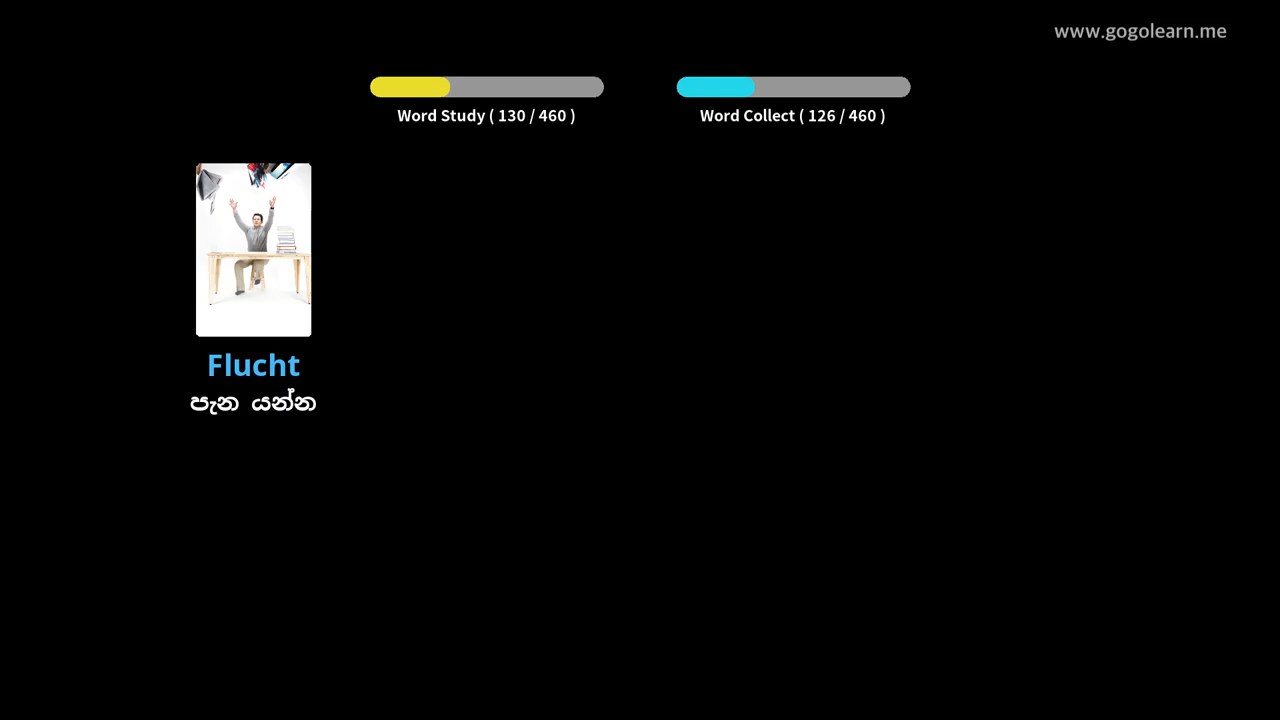 www.gogolearn.me
Word Study ( 130 / 460 )
Word Collect ( 126 / 460 )
Flucht
පැන යන්න